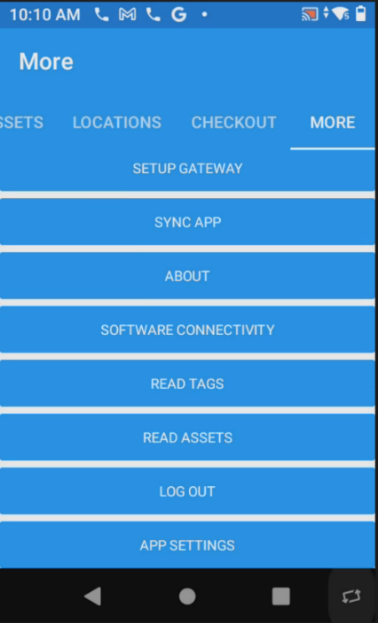 10:10 AM
More
SSETS LOCATIONS CHECKOUT MORE
SETUP GATEWAY
SYNC APP
ABOUT
SOFTWARE CONNECTIVITY
READ TAGS
READ ASSETS
LOG OUT
APP SETTINGS